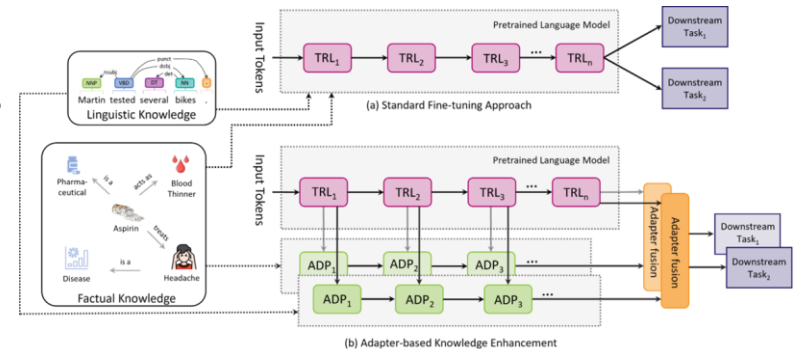 Pretrained Language Model
Input Tokens
TRL1
TRL2
TRL3
...
TRLn
Downstream
Task1
Downstream
Task2
(a) Standard Fine-tuning Approach
punct
dobj
nsubj
det
NNP
VBD
DT
NN
Martin tested several bikes .
Linguistic Knowledge
Pharma-
ceutical
is a
acts as
Blood
Thinner
Aspirin
treats
Disease
is a
Headache
Factual Knowledge
Input Tokens
Pretrained Language Model
TRL1
TRL2
TRL3
...
TRLn
ADP1
ADP2
ADP3
...
ADP1
ADP2
ADP3
...
Adapter fusion
Adapter fusion
Downstream
Task1
Downstream
Task2
(b) Adapter-based Knowledge Enhancement